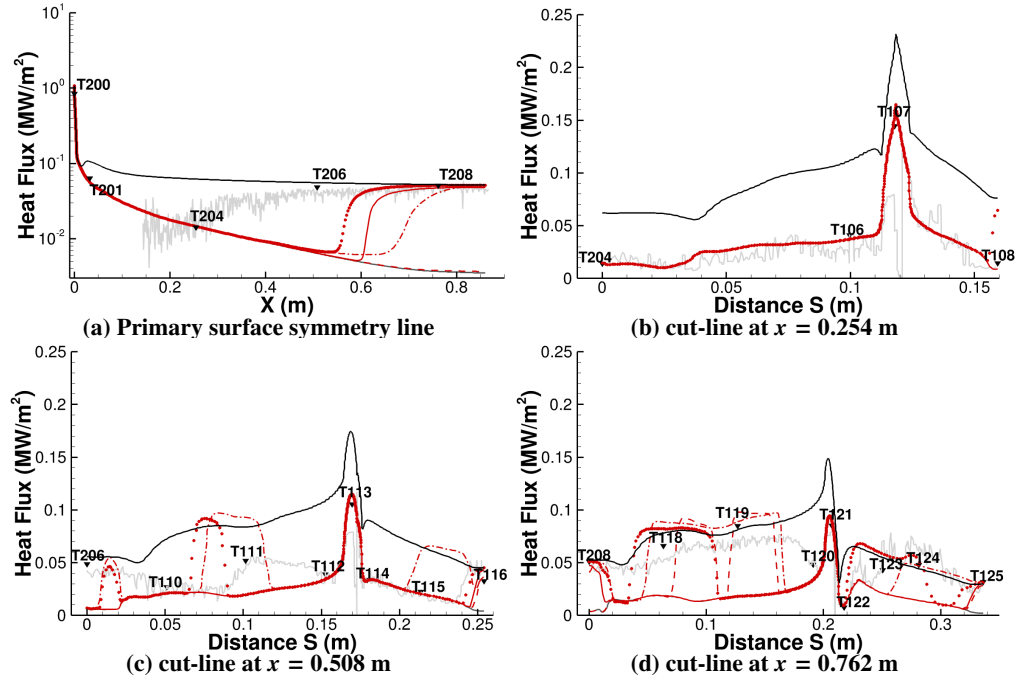 Heat Flux (MW/m²)
10¹
10⁰
10⁻¹
10⁻²
T200
T201
T204
T206
T208
0
0.2
0.4
0.6
0.8
X (m)
(a) Primary surface symmetry line
Heat Flux (MW/m²)
0.25
0.2
0.15
0.1
0.05
0
T107
T106
T204
T108
0
0.05
0.1
0.15
Distance S (m)
(b) cut-line at x = 0.254 m
Heat Flux (MW/m²)
0.25
0.2
0.15
0.1
0.05
0
T206
T110
T111
T112
T113
T114
T115
T116
0
0.05
0.1
0.15
0.2
0.25
Distance S (m)
(c) cut-line at x = 0.508 m
Heat Flux (MW/m²)
0.25
0.2
0.15
0.1
0.05
0
T208
T118
T119
T120
T121
T122
T123
T124
T125
0
0.1
0.2
0.3
Distance S (m)
(d) cut-line at x = 0.762 m